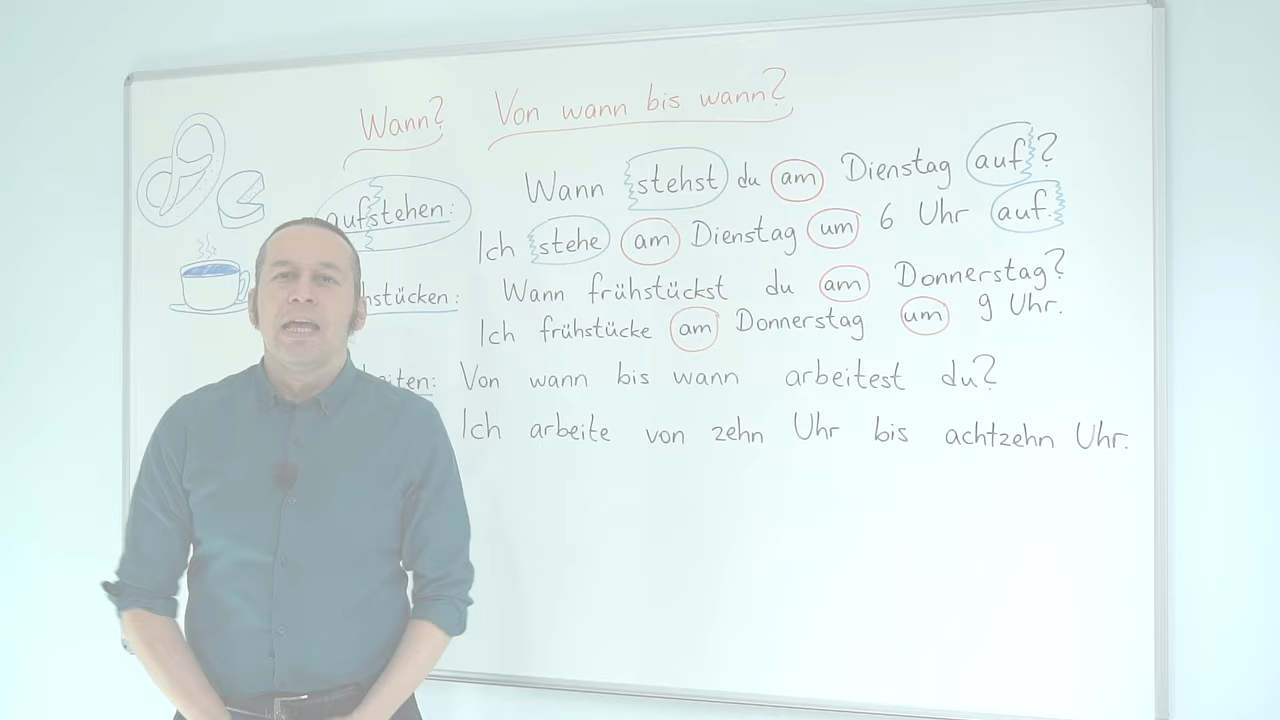 Wann? Von wann bis wann?
Wann stehst du am Dienstag auf?
aufstehen:
Ich stehe am Dienstag um 6 Uhr auf.
Wann frühstückst du am Donnerstag?
hstücken:
Ich frühstücke am Donnerstag um 9 Uhr.
iten: Von wann bis wann arbeitest du?
Ich arbeite von zehn Uhr bis achtzehn Uhr.